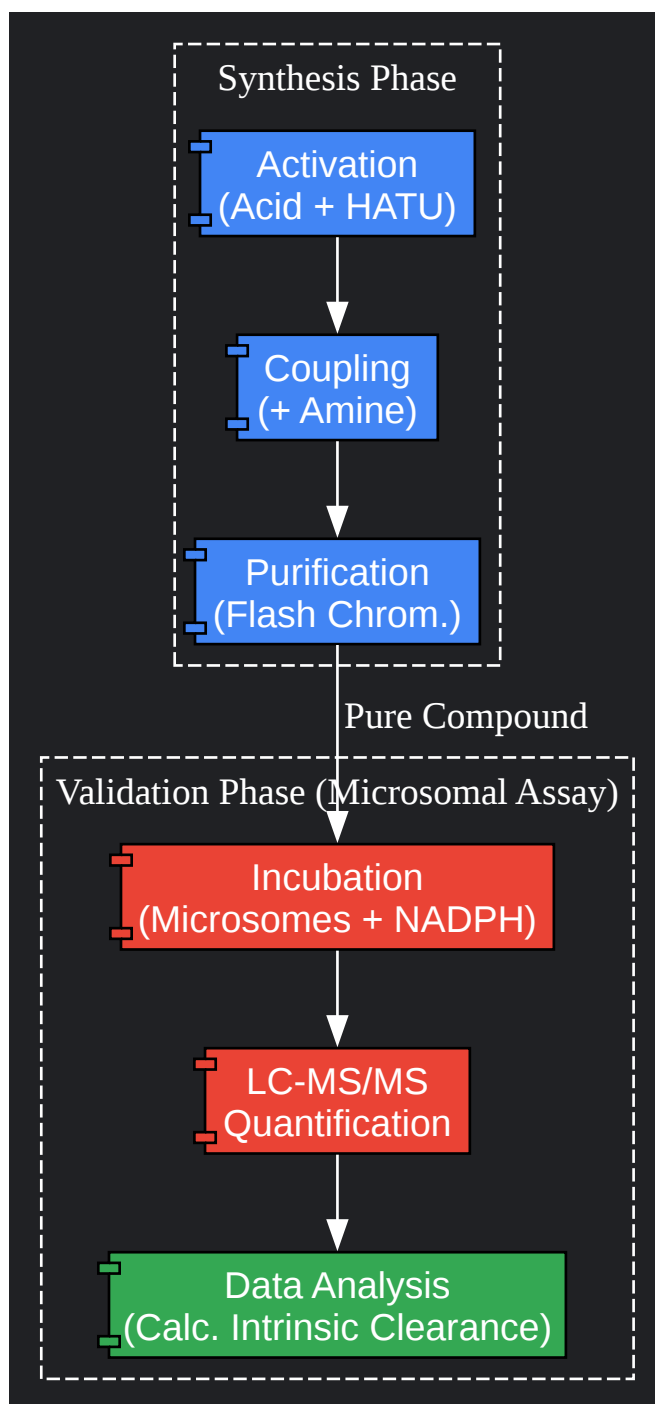 Synthesis Phase
Activation
(Acid + HATU)
Coupling
(+ Amine)
Purification
(Flash Chrom.)
Pure Compound
Validation Phase (Microsomal Assay)
Incubation
(Microsomes + NADPH)
LC-MS/MS
Quantification
Data Analysis
(Calc. Intrinsic Clearance)